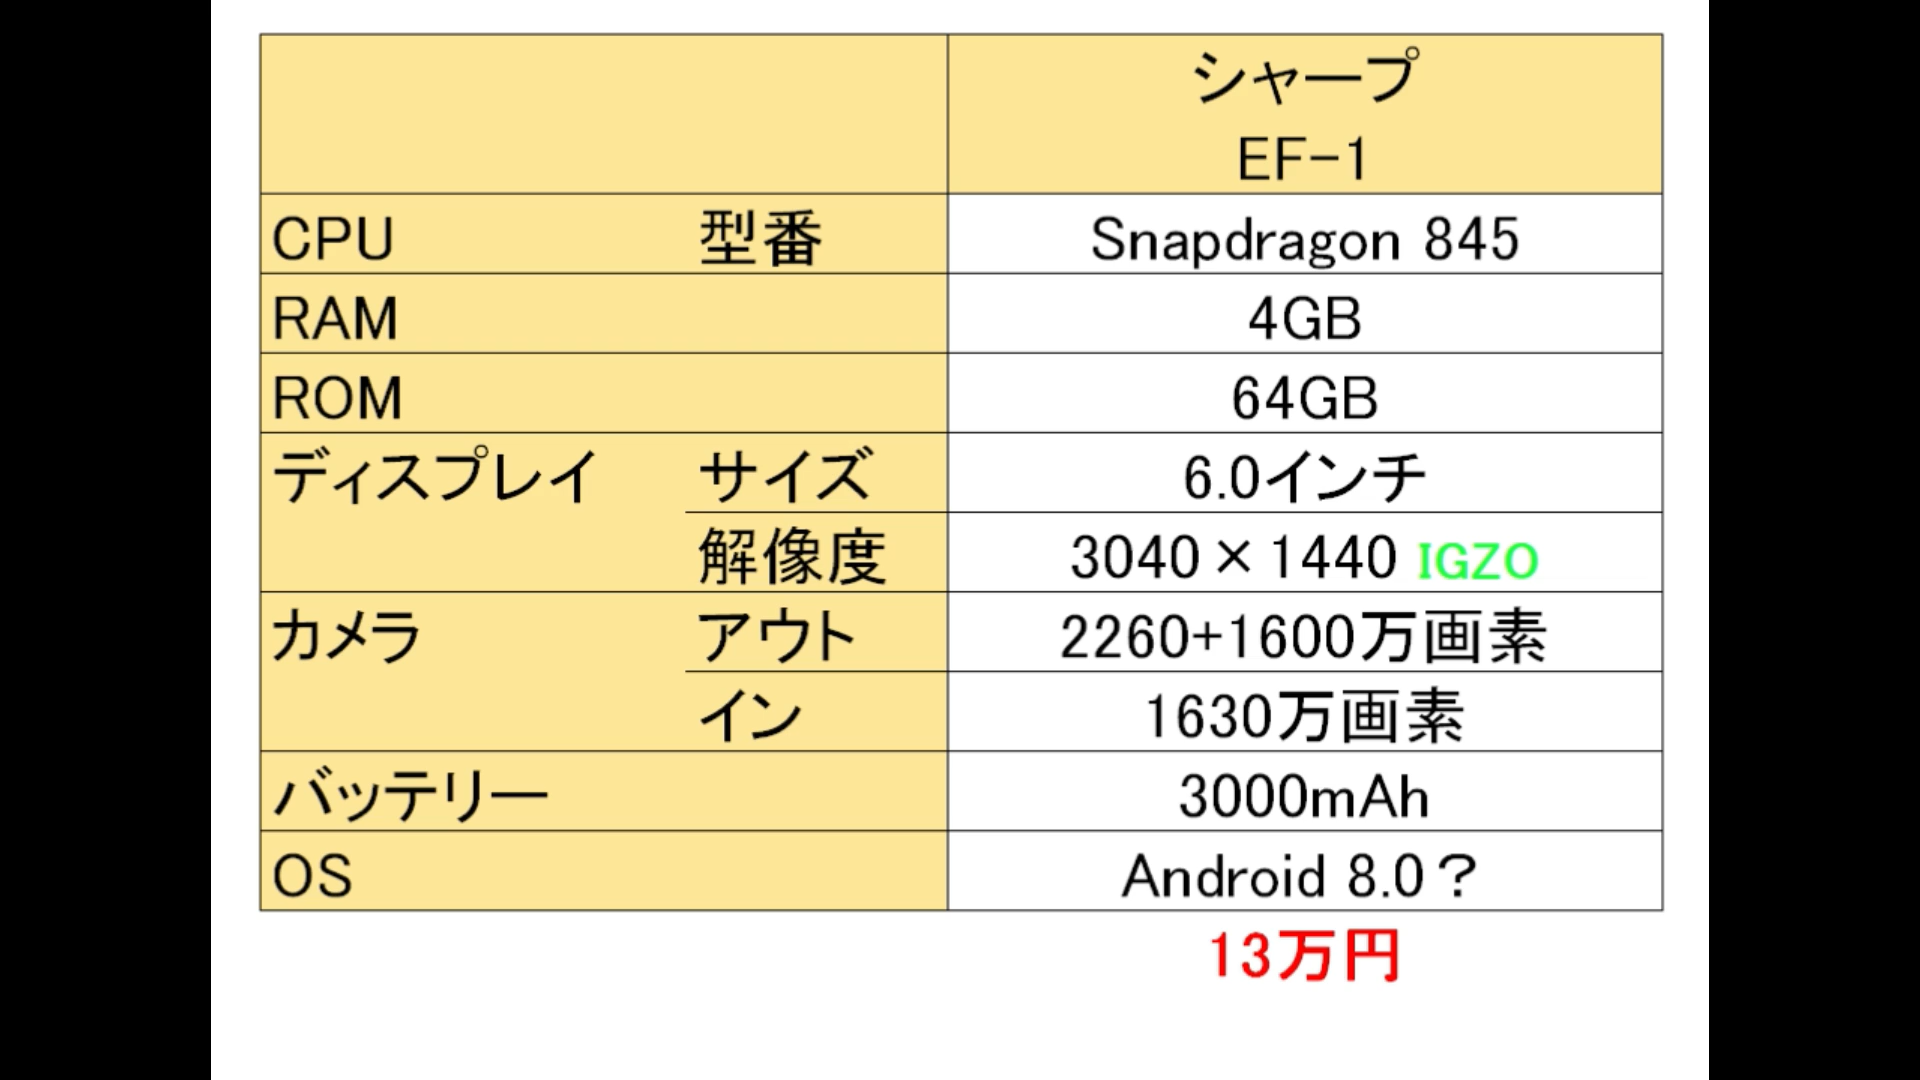 シャープ
EF-1
CPU 型番 Snapdragon 845
RAM 4GB
ROM 64GB
ディスプレイ サイズ 6.0インチ
解像度 3040×1440 IGZO
カメラ アウト 2260+1600万画素
イン 1630万画素
バッテリー 3000mAh
OS Android 8.0？
13万円